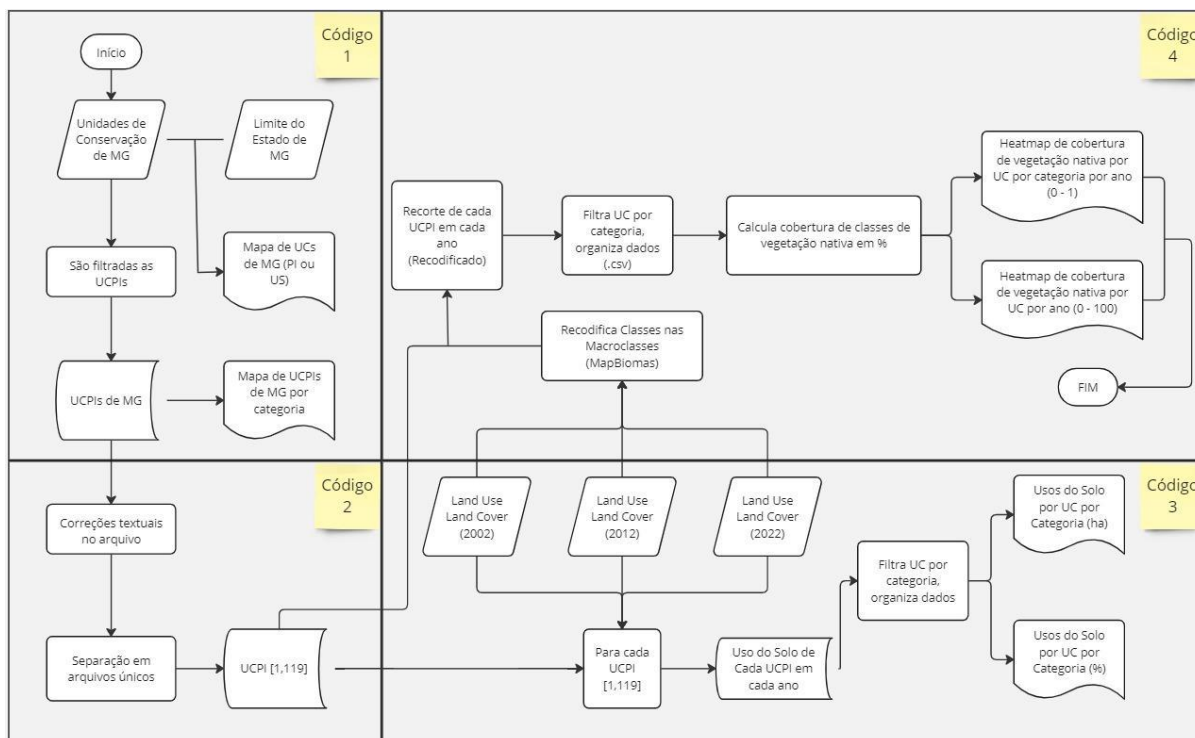 Código
1
Início
Unidades de
Conservação
de MG
Limite do
Estado de
MG
São filtradas as
UCPIs
Mapa de UCs
de MG (PI ou
US)
UCPIs de MG
Mapa de UCPIs
de MG por
categoria
Código
2
Correções textuais
no arquivo
Separação em
arquivos únicos
UCPI [1,119]
Código
4
Recorte de cada
UCPI em cada
ano
(Recodificado)
Filtra UC por
categoria,
organiza dados
(.csv)
Calcula cobertura de classes de
vegetação nativa em %
Heatmap de cobertura
de vegetação nativa por
UC por categoria por ano
(0 - 1)
Heatmap de cobertura
de vegetação nativa por
UC por ano (0 - 100)
Recodifica Classes nas
Macroclasses
(MapBiomas)
FIM
Código
3
Land Use
Land Cover
(2002)
Land Use
Land Cover
(2012)
Land Use
Land Cover
(2022)
Para cada
UCPI
[1,119]
Uso do Solo de
Cada UCPI em
cada ano
Filtra UC por
categoria,
organiza dados
Usos do Solo
por UC por
Categoria (ha)
Usos do Solo
por UC por
Categoria (%)